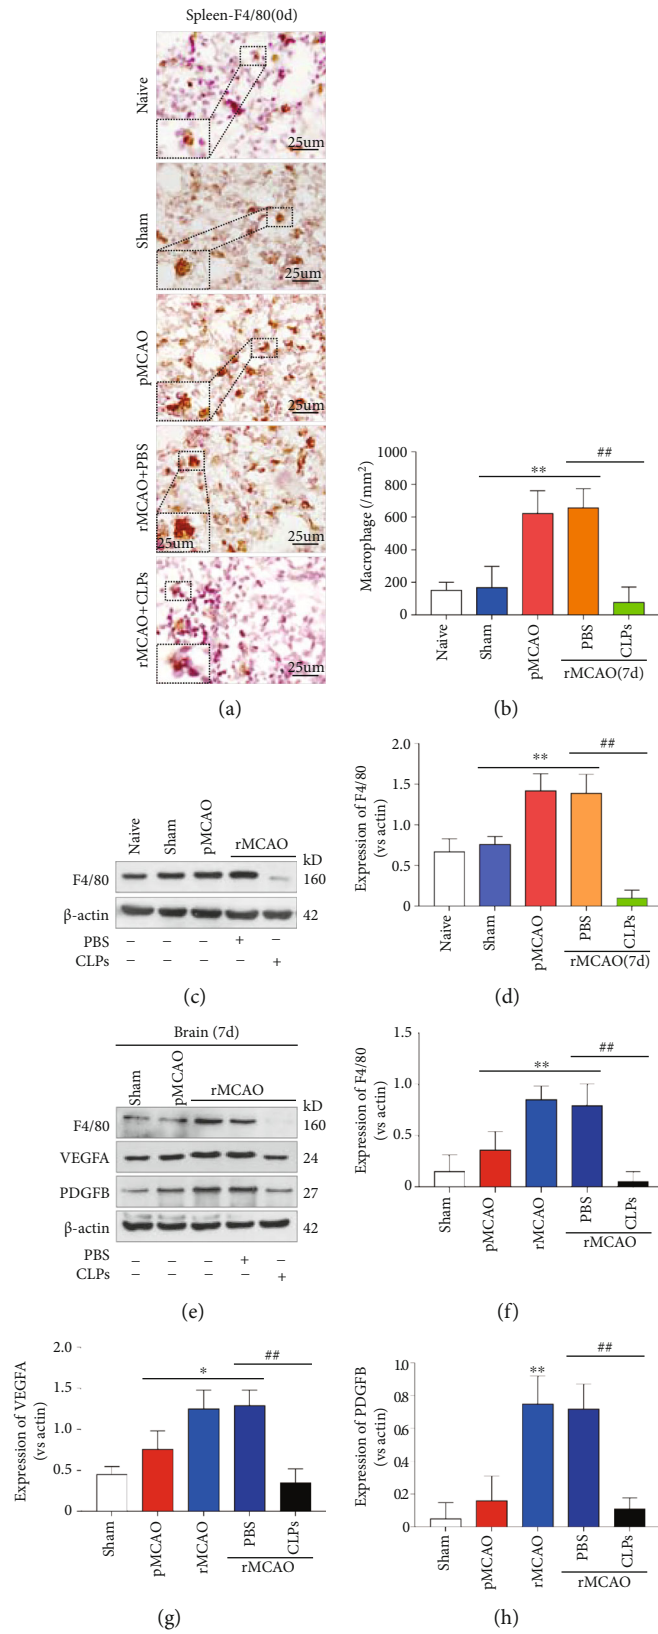 Spleen-F4/80(0d)
Naive
25um
Sham
25um
pMCAO
25um
rMCAO+PBS
25um
25um
rMCAO+CLPs
25um
(a)
Macrophage (/mm²)
1000
800
600
400
200
0
**
##
Naive
Sham
pMCAO
PBS
CLPs
rMCAO(7d)
(b)
Naive
Sham
pMCAO
rMCAO
kD
F4/80
160
β-actin
42
PBS – – – + –
CLPs – – – – +
(c)
Expression of F4/80
(vs actin)
2.0
1.5
1.0
0.5
0
**
##
Naive
Sham
pMCAO
PBS
CLPs
rMCAO(7d)
(d)
Brain (7d)
Sham
pMCAO
rMCAO
kD
F4/80
160
VEGFA
24
PDGFB
27
β-actin
42
PBS – – – + –
CLPs – – – – +
(e)
Expression of F4/80
(vs actin)
1.5
1.0
0.5
0
**
##
Sham
pMCAO
rMCAO
PBS
CLPs
rMCAO
(f)
Expression of VEGFA
(vs actin)
2.0
1.5
1.0
0.5
0
*
##
Sham
pMCAO
rMCAO
PBS
CLPs
rMCAO
(g)
Expression of PDGFB
(vs actin)
1.0
0.8
0.6
0.4
0.2
0
**
##
Sham
pMCAO
rMCAO
PBS
CLPs
rMCAO
(h)